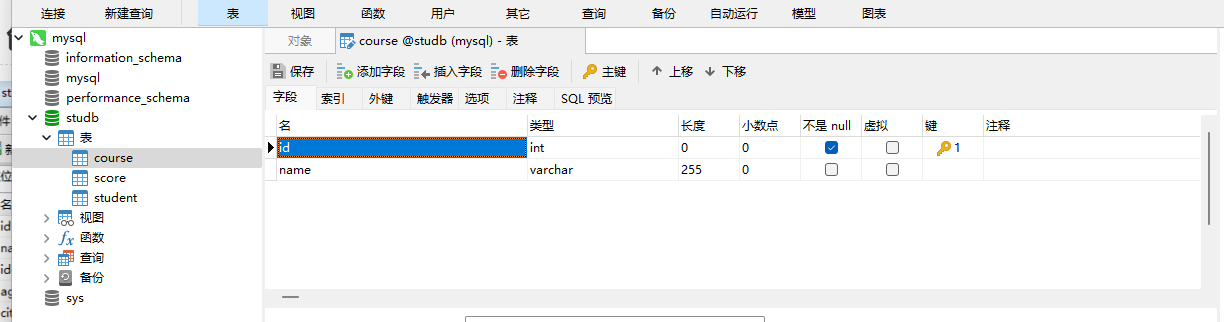 连接 新建查询 表 视图 函数 用户 其它 查询 备份 自动运行 模型 图表
mysql
information_schema
mysql
performance_schema
studb
表
course
score
student
视图
函数
查询
备份
sys
对象 course @studb (mysql) - 表
保存 添加字段 插入字段 删除字段 主键 上移 下移
字段 索引 外键 触发器 选项 注释 SQL 预览
名 类型 长度 小数点 不是 null 虚拟 键 注释
id int 0 0 1
name varchar 255 0